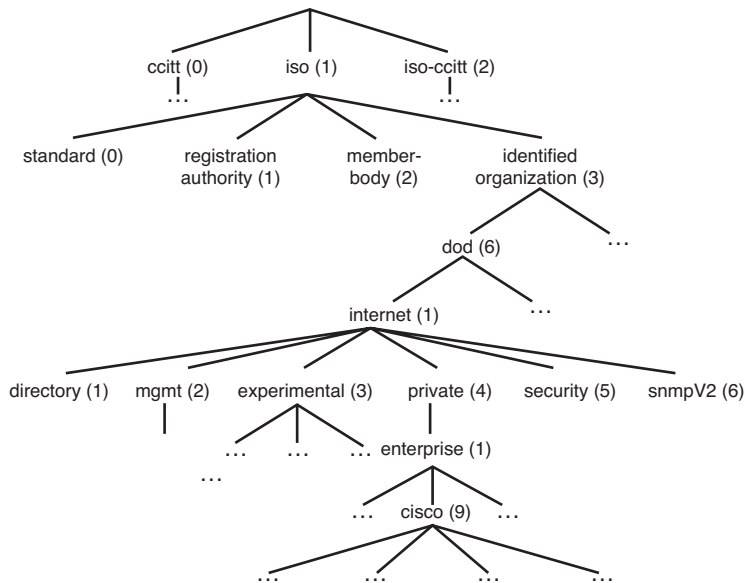 ccitt (0) iso (1) iso-ccitt (2)
... ...
standard (0) registration authority (1) member-body (2) identified organization (3)
dod (6) ...
internet (1) ...
directory (1) mgmt (2) experimental (3) private (4) security (5) snmpV2 (6)
... ... ... enterprise (1)
...
... cisco (9) ...
... ... ... ...